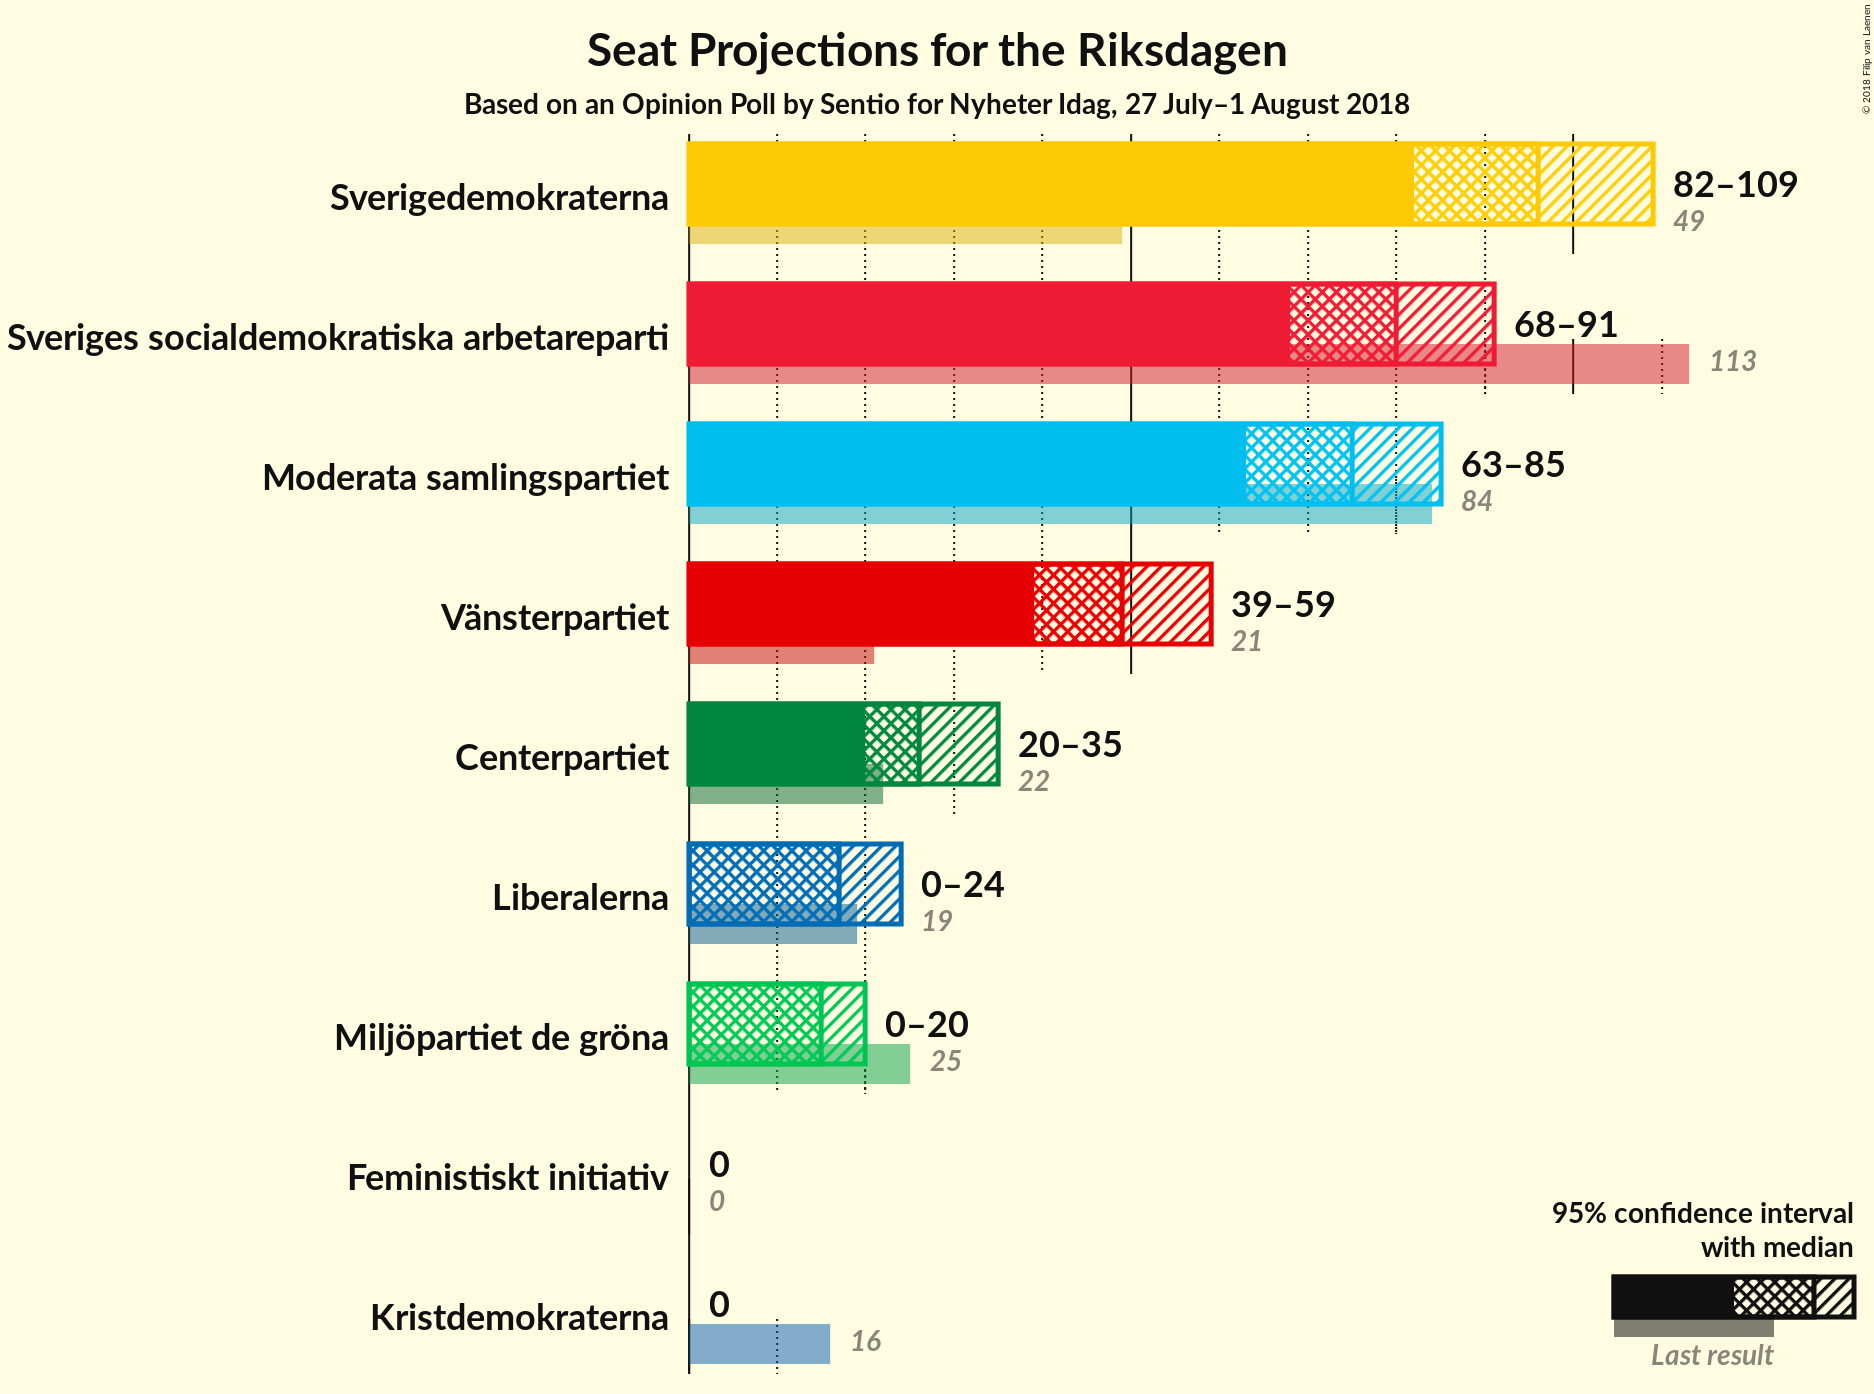 Seat Projections for the Riksdagen
Based on an Opinion Poll by Sentio for Nyheter Idag, 27 July–1 August 2018
© 2018 Filip van Laenen
Sverigedemokraterna
82–109
49
Sveriges socialdemokratiska arbetareparti
68–91
113
Moderata samlingspartiet
63–85
84
Vänsterpartiet
39–59
21
Centerpartiet
20–35
22
Liberalerna
0–24
19
Miljöpartiet de gröna
0–20
25
Feministiskt initiativ
0
0
Kristdemokraterna
0
16
95% confidence interval
with median
Last result